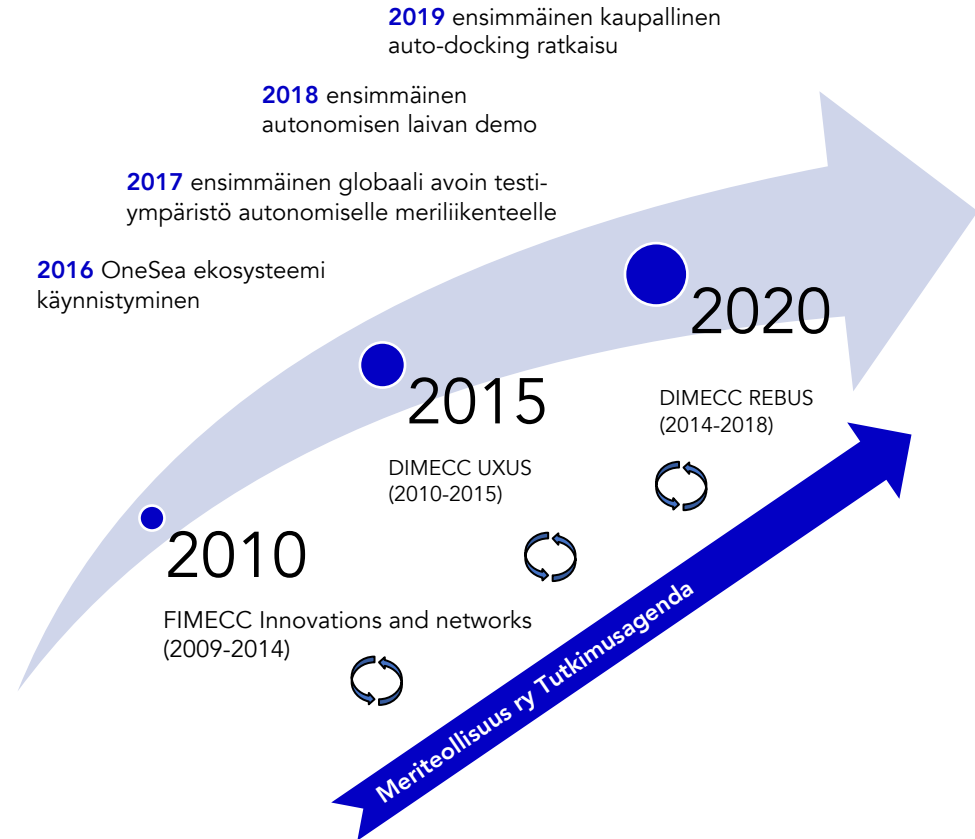 2019 ensimmäinen kaupallinen
auto-docking ratkaisu
2018 ensimmäinen
autonomisen laivan demo
2017 ensimmäinen globaali avoin testi-
ympäristö autonomiselle meriliikenteelle
2016 OneSea ekosysteemi
käynnistyminen
2020
2015
DIMECC REBUS
(2014-2018)
DIMECC UXUS
(2010-2015)
2010
FIMECC Innovations and networks
(2009-2014)
Meriteollisuus ry Tutkimusagenda